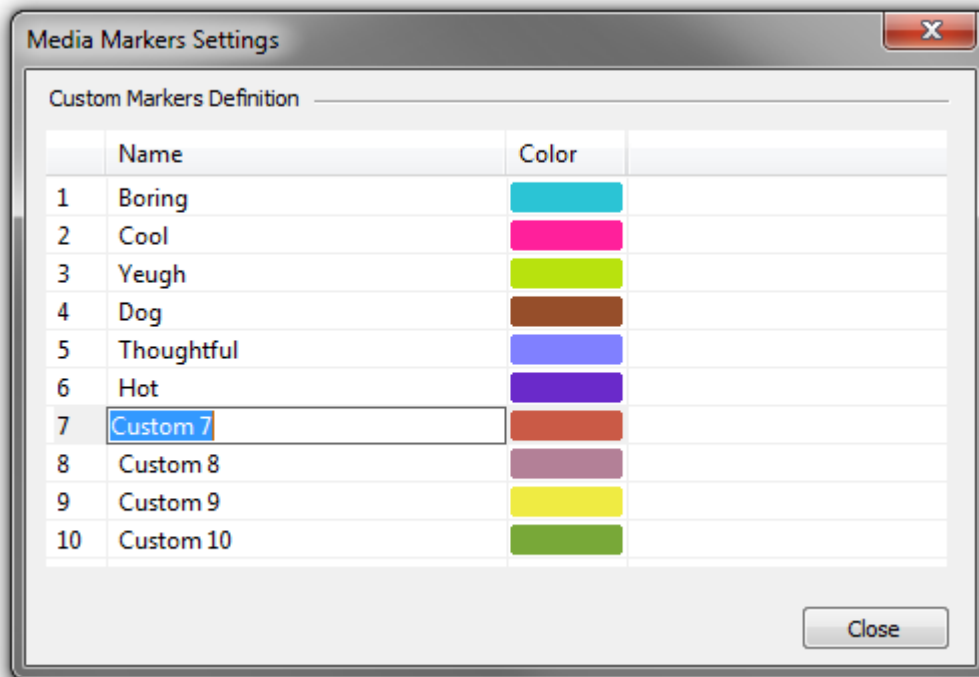 Media Markers Settings
Custom Markers Definition
Name Color
1 Boring
2 Cool
3 Yeugh
4 Dog
5 Thoughtful
6 Hot
7 Custom 7
8 Custom 8
9 Custom 9
10 Custom 10
Close